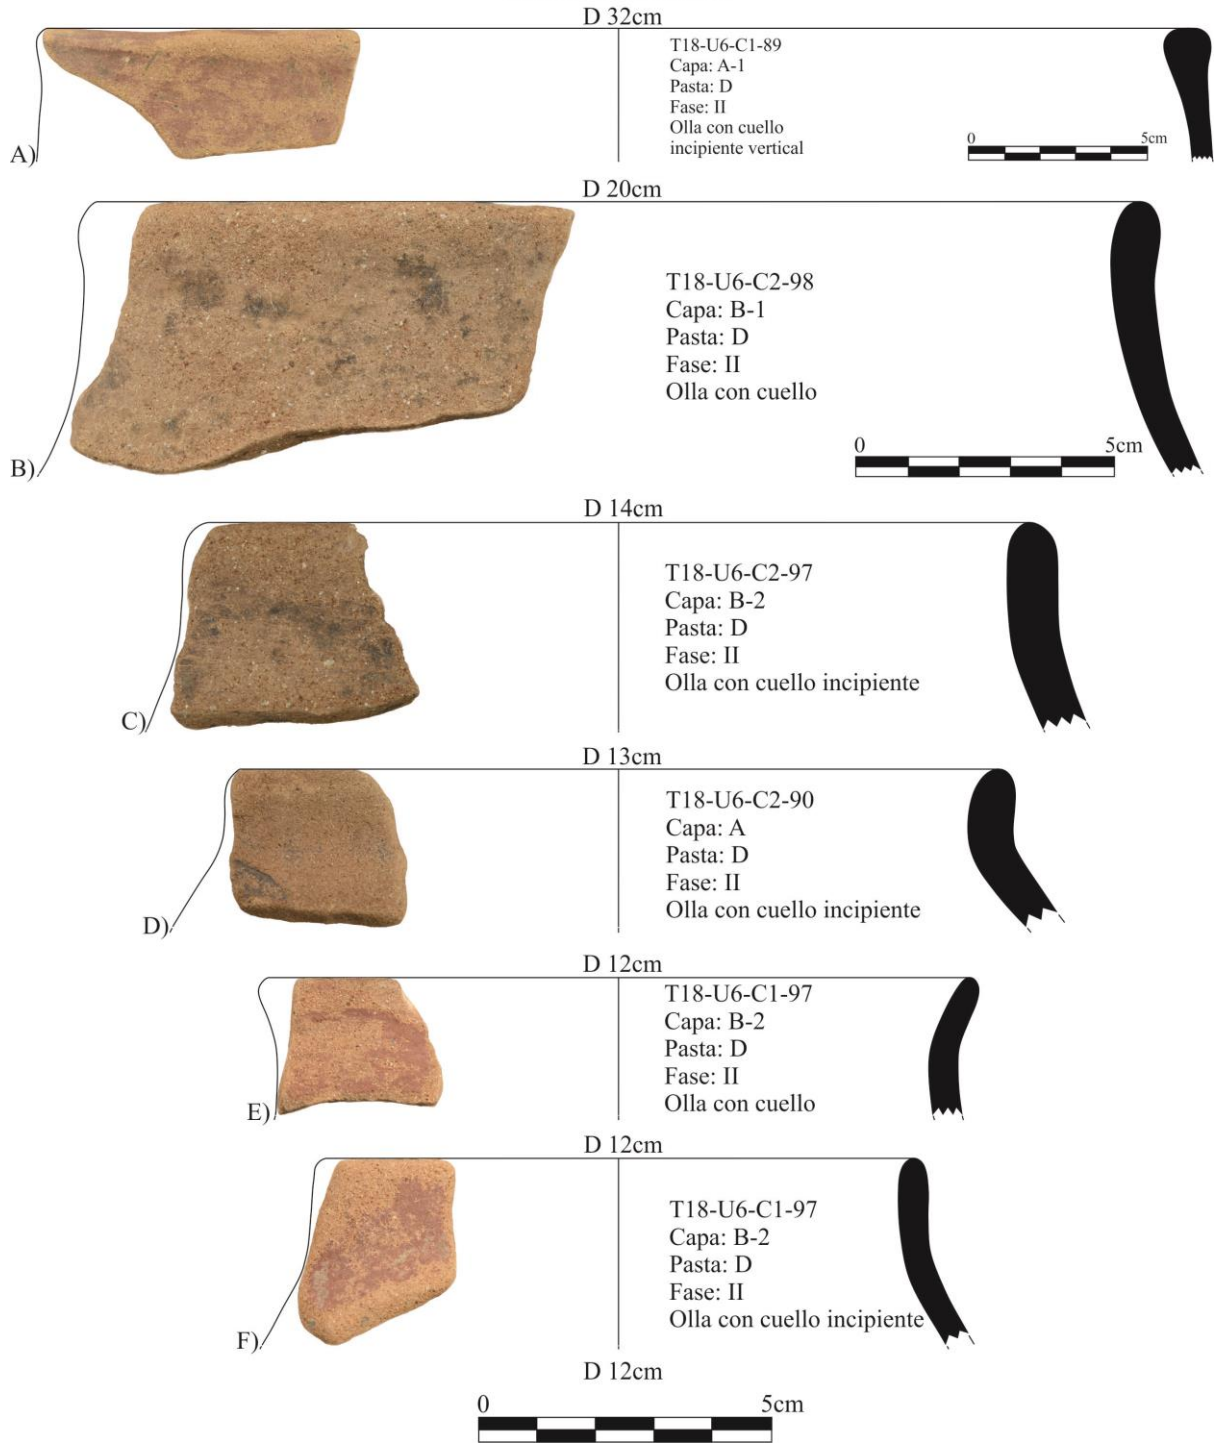 D 32cm
T18-U6-C1-89
Capa: A-1
Pasta: D
Fase: II
Olla con cuello
incipiente vertical
0 5cm
A)
D 20cm
T18-U6-C2-98
Capa: B-1
Pasta: D
Fase: II
Olla con cuello
0 5cm
B)
D 14cm
T18-U6-C2-97
Capa: B-2
Pasta: D
Fase: II
Olla con cuello incipiente
C)
D 13cm
T18-U6-C2-90
Capa: A
Pasta: D
Fase: II
Olla con cuello incipiente
D)
D 12cm
T18-U6-C1-97
Capa: B-2
Pasta: D
Fase: II
Olla con cuello
E)
D 12cm
T18-U6-C1-97
Capa: B-2
Pasta: D
Fase: II
Olla con cuello incipiente
F)
D 12cm
0 5cm